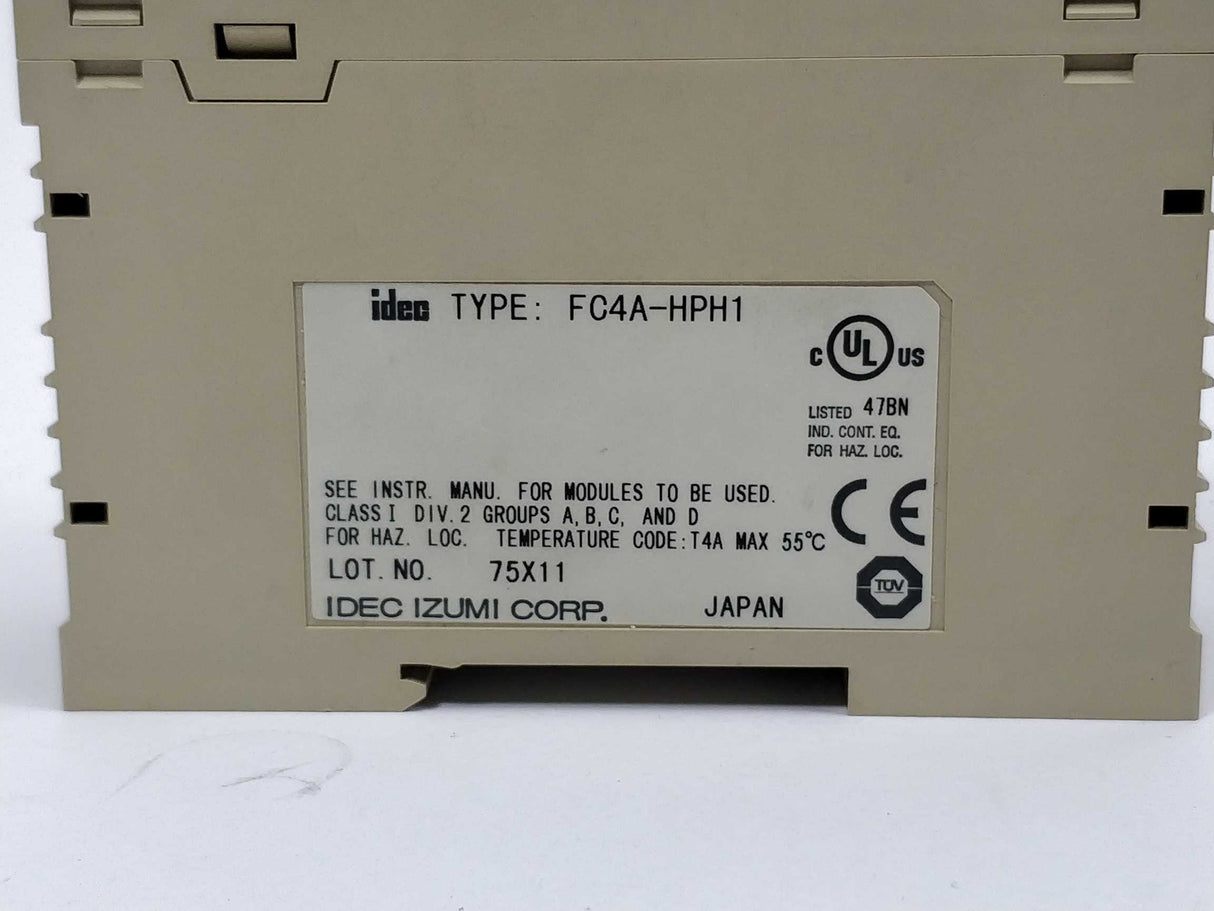 idec TYPE: FC4A-HPH1
C UL US
LISTED 47BN
IND. CONT. EQ.
FOR HAZ. LOC.
SEE INSTR. MANU. FOR MODULES TO BE USED.
CLASS I DIV. 2 GROUPS A, B, C, AND D
FOR HAZ. LOC. TEMPERATURE CODE:T4A MAX 55℃
CE
LOT. NO. 75X11
TÜV
IDEC IZUMI CORP. JAPAN